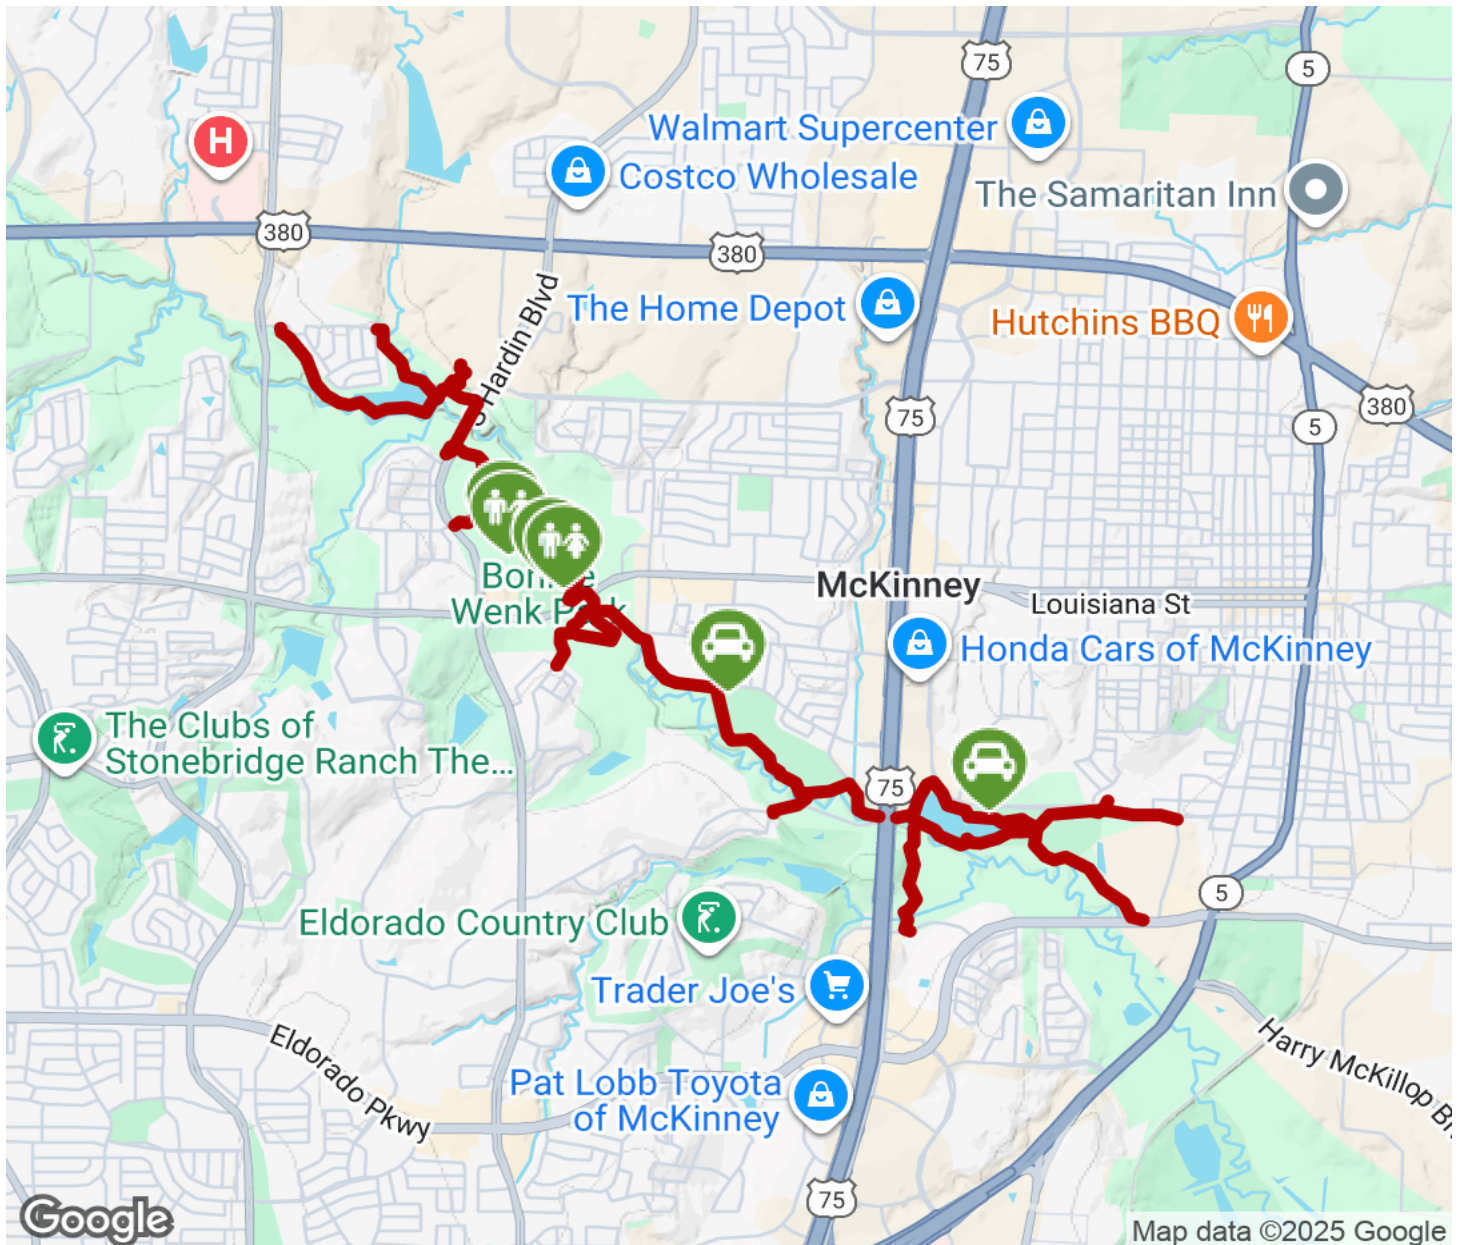 75
5
H
Walmart Supercenter
Costco Wholesale
The Samaritan Inn
380
380
S Hardin Blvd
The Home Depot
Hutchins BBQ
75
380
5
McKinney
Louisiana St
Wenk
Honda Cars of McKinney
The Clubs of
Stonebridge Ranch The...
75
5
Eldorado Country Club
Trader Joe's
Harry McKillop
Eldorado Pkwy
Pat Lobb Toyota
of McKinney
75
Google
Map data ©2025 Google